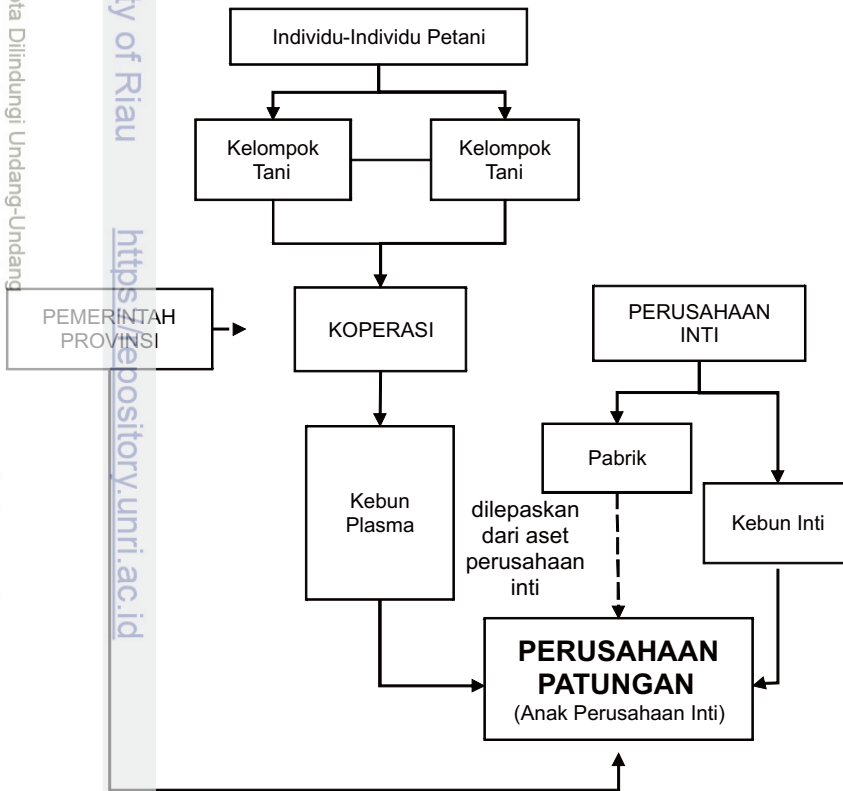 Individu-Individu Petani
Kelompok
Tani
Kelompok
Tani
PEMERINTAH
PROVINSI
KOPERASI
PERUSAHAAN
INTI
Kebun
Plasma
Pabrik
Kebun Inti
dilepaskan
dari aset
perusahaan
inti
PERUSAHAAN
PATUNGAN
(Anak Perusahaan Inti)
ta Dilindungi Undang-Undang
ty of Riau
https://repository.unri.ac.id